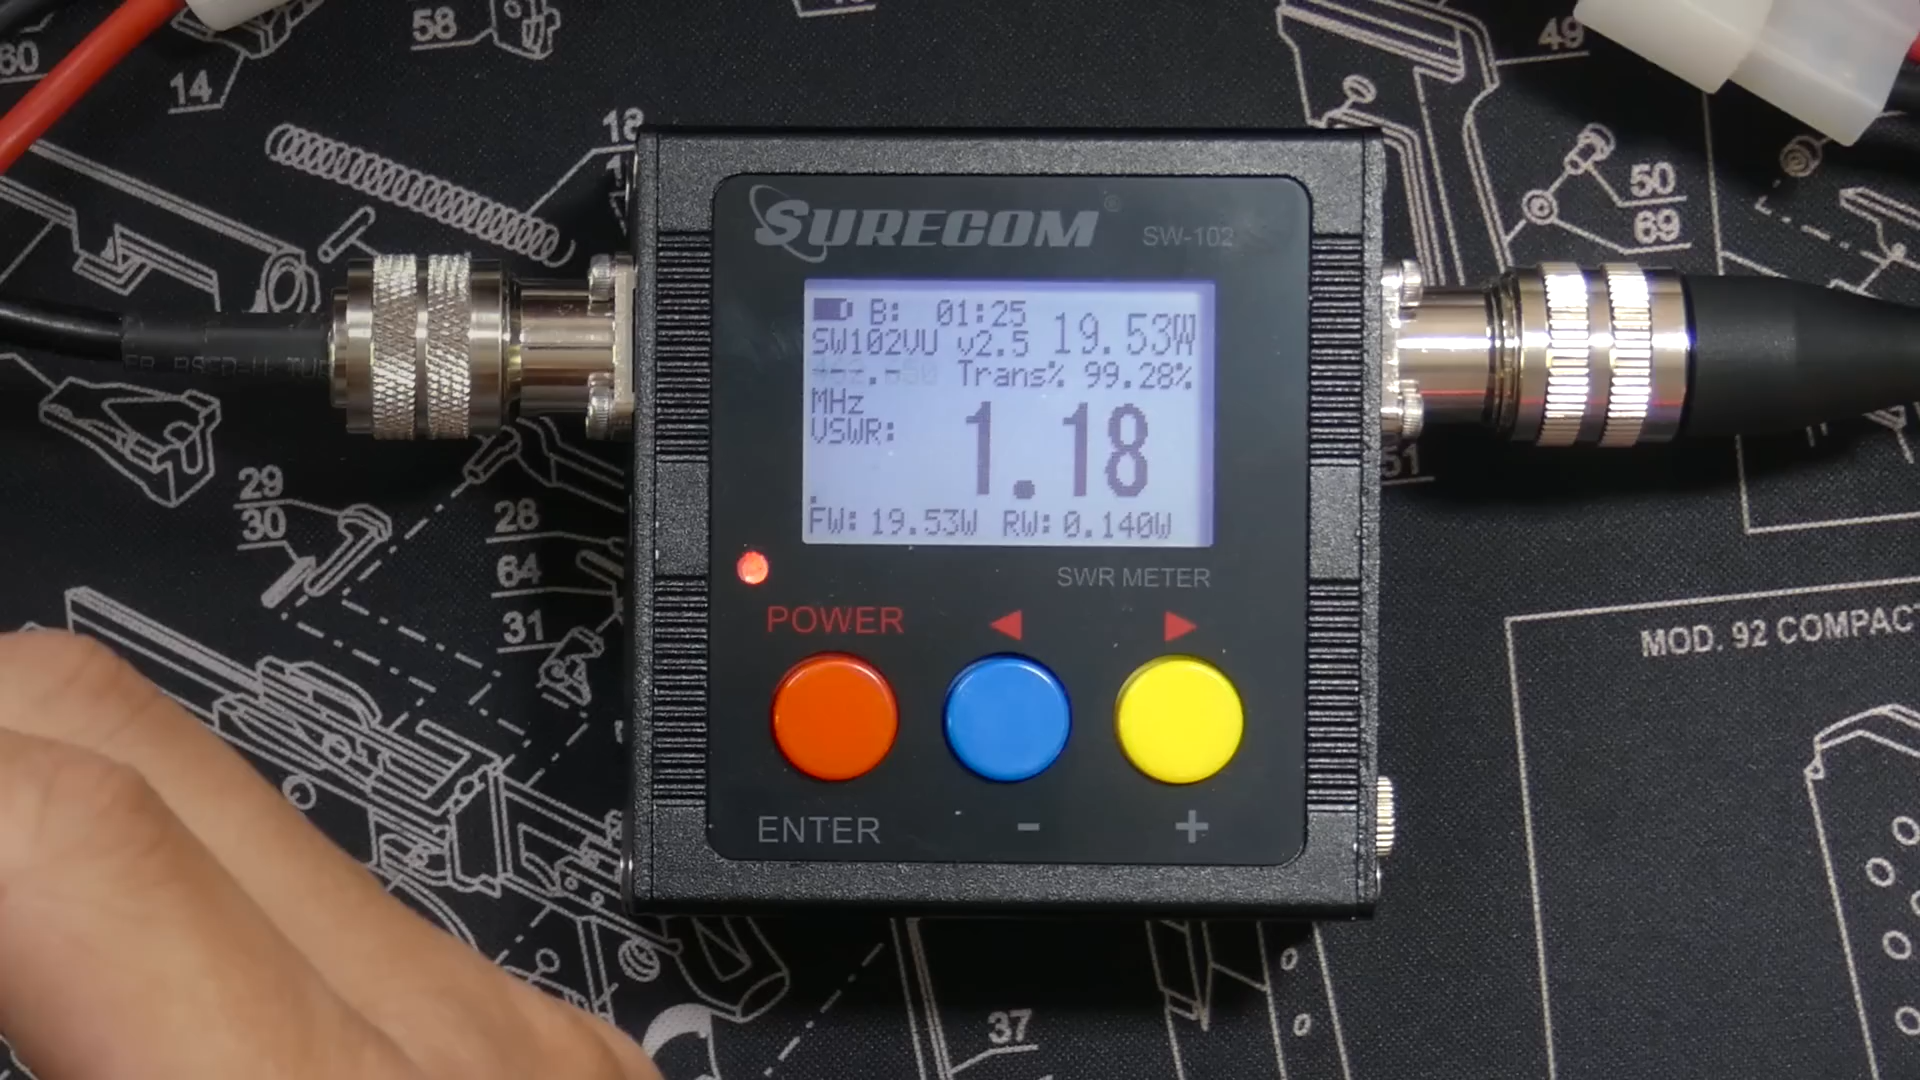 60
14
58
49
18
50
69
SURECOM®
SW-102
B: 01:25
19.53W
SW102VU v2.5
Trans% 99.28%
MHz
VSWR:
1.18
FW: 19.53W RW: 0.140W
51
29
30
28
64
31
SWR METER
POWER
ENTER
-
+
MOD. 92 COMPACT
37